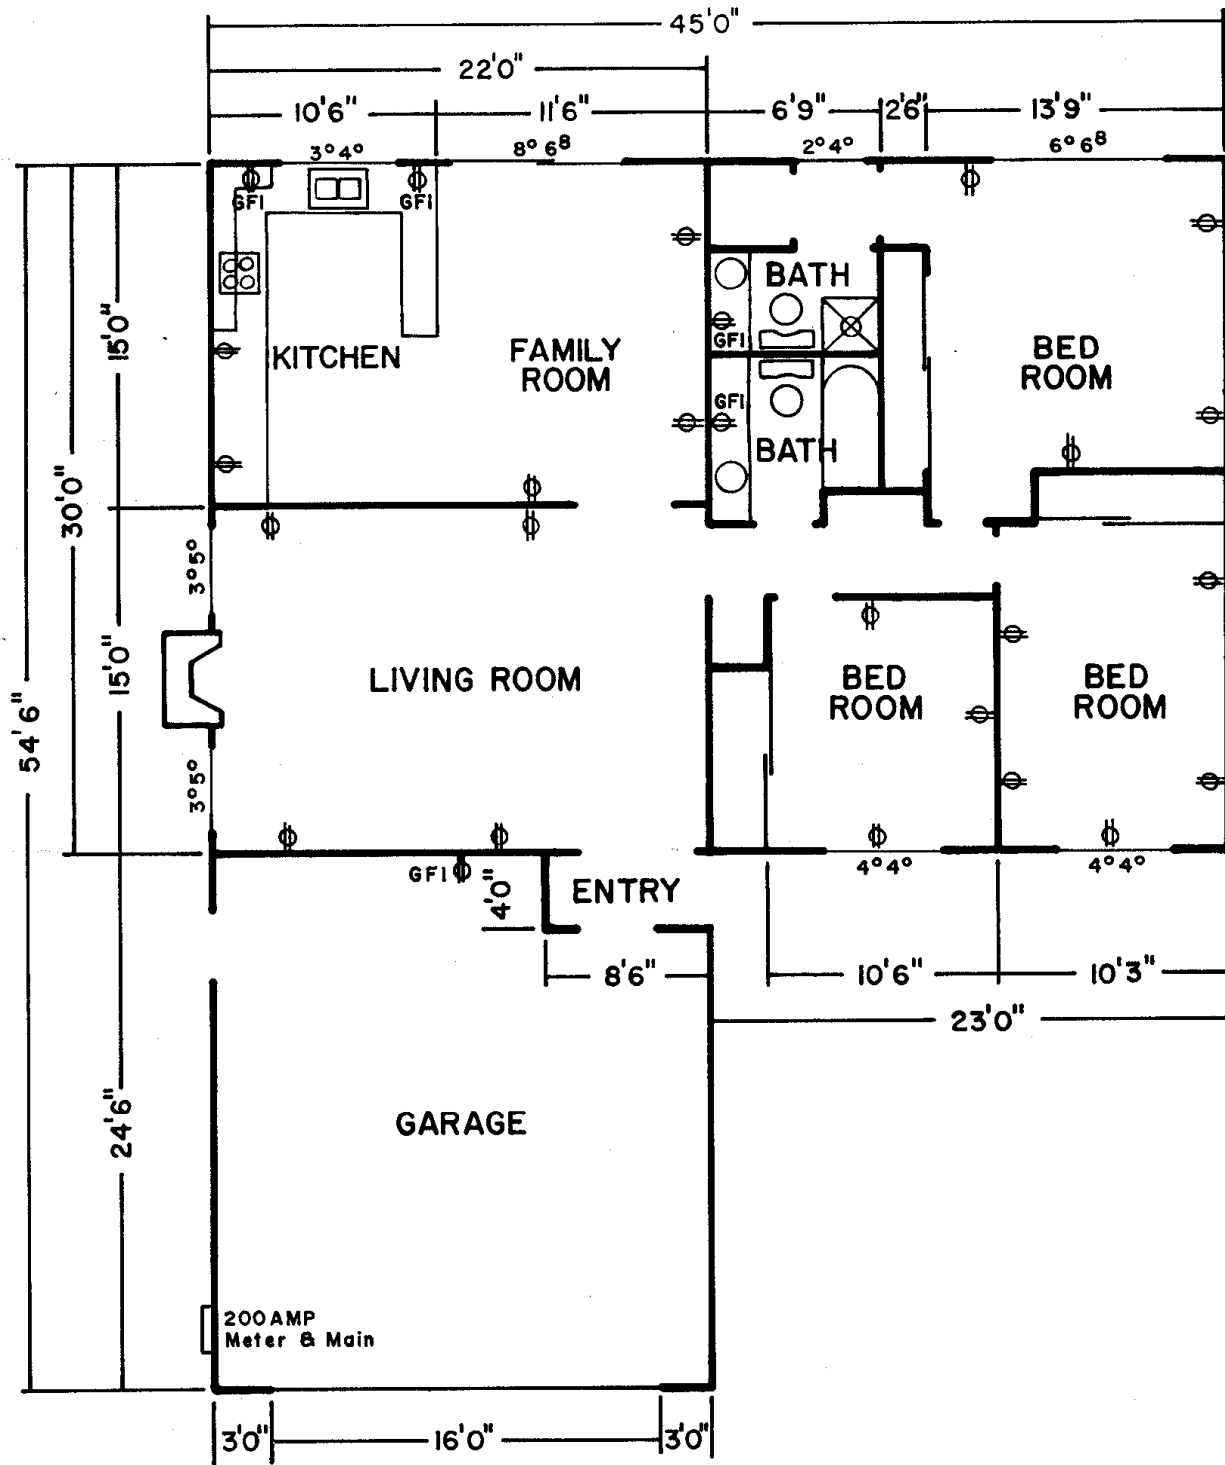 45'0"
22'0"
10'6"
11'6"
6'9"
2'6"
13'9"
3°4°
8°6⁸
2°4°
6°6⁸
GFI
GFI
BATH
15'0"
GFI
KITCHEN
FAMILY
ROOM
BED
ROOM
GFI
BATH
30'0"
3°5°
15'0"
LIVING ROOM
BED
ROOM
BED
ROOM
54'6"
3°5°
GFI
4'0"
ENTRY
4°4°
4°4°
8'6"
10'6"
10'3"
23'0"
24'6"
GARAGE
200 AMP
Meter & Main
3'0"
16'0"
3'0"